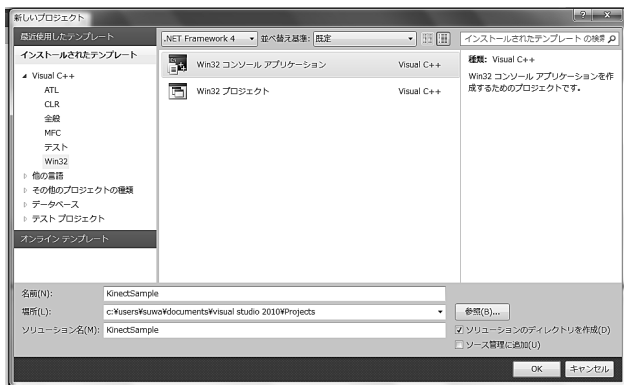 新しいプロジェクト
最近使用したテンプレート
.NET Framework 4
並べ替え基準: 既定
インストールされたテンプレート の検索
インストールされたテンプレート
Visual C++
ATL
CLR
全般
MFC
テスト
Win32
他の言語
その他のプロジェクトの種類
データベース
テスト プロジェクト
オンライン テンプレート
Win32 コンソール アプリケーション Visual C++
Win32 プロジェクト Visual C++
種類: Visual C++
Win32 コンソール アプリケーションを作
成するためのプロジェクトです。
名前(N): KinectSample
場所(L): c:¥users¥suwa¥documents¥visual studio 2010¥Projects
参照(B)...
ソリューション名(M): KinectSample
ソリューションのディレクトリを作成(D)
ソース管理に追加(U)
OK キャンセル